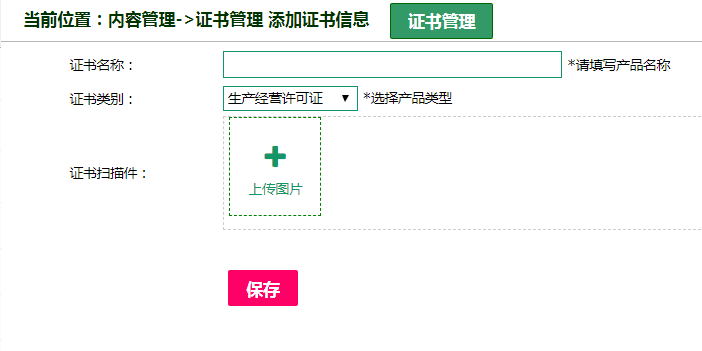 当前位置：内容管理->证书管理 添加证书信息 证书管理
证书名称： *请填写产品名称
证书类别： 生产经营许可证 ▼ *选择产品类型
证书扫描件：
上传图片
保存